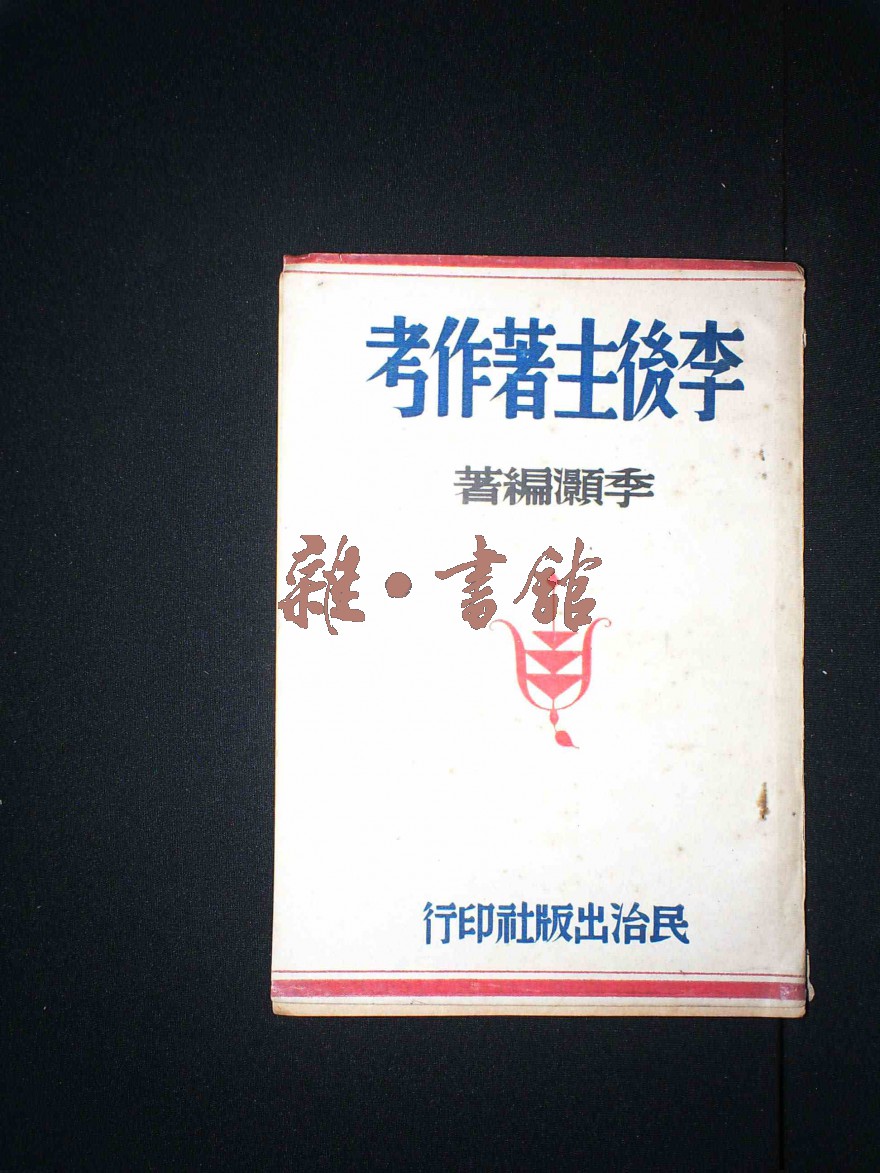 李後主著作考
季灝編著
雜·書館
民治出版社印行